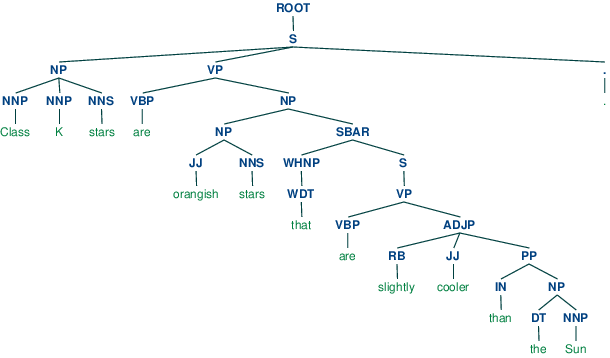 ROOT
S
NP VP .
NNP NNP NNS VBP NP .
Class K stars are NP SBAR
JJ NNS WHNP S
orangish stars WDT VP
that VBP ADJP
are RB JJ PP
slightly cooler IN NP
than DT NNP
the Sun